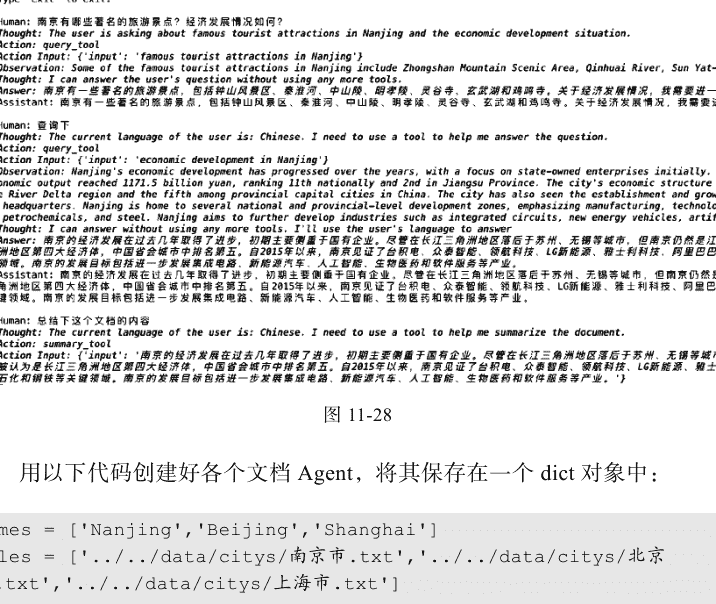 Human: 南京有哪些著名的旅游景点？经济发展情况如何？
Thought: The user is asking about famous tourist attractions in Nanjing and the economic development situation.
Action: query_tool
Action Input: {'input': 'famous tourist attractions in Nanjing'}
Observation: Some of the famous tourist attractions in Nanjing include Zhongshan Mountain Scenic Area, Qinhuai River, Sun Yat-
Thought: I can answer the user's question without using any more tools.
Answer: 南京有一些著名的旅游景点，包括钟山风景区、秦淮河、中山陵、明孝陵、灵谷寺、玄武湖和鸡鸣寺。关于经济发展情况，我需要进一
Assistant: 南京有一些著名的旅游景点，包括钟山风景区、秦淮河、中山陵、明孝陵、灵谷寺、玄武湖和鸡鸣寺。关于经济发展情况，我需要进
Human: 查询下
Thought: The current language of the user is: Chinese. I need to use a tool to help me answer the question.
Action: query_tool
Action Input: {'input': 'economic development in Nanjing'}
Observation: Nanjing's economic development has progressed over the years, with a focus on state-owned enterprises initially.
onomic output reached 1171.5 billion yuan, ranking 11th nationally and 2nd in Jiangsu Province. The city's economic structure
e River Delta region and the fifth among provincial capital cities in China. The city has also seen the establishment and grow
headquarters. Nanjing is home to several national and provincial-level development zones, emphasizing manufacturing, technolo
petrochemicals, and steel. Nanjing aims to further develop industries such as integrated circuits, new energy vehicles, artif
Thought: I can answer without using any more tools. I'll use the user's language to answer
Answer: 南京的经济发展在过去几年取得了进步，初期主要侧重于国有企业。尽管在长江三角洲地区落后于苏州、无锡等城市，但南京仍然是江
洲地区第四大经济体，中国省会城市中排名第五。自2015年以来，南京见证了台积电、众泰智能、领航科技、LG新能源、雅士利科技、阿里巴巴
领域。南京的发展目标包括进一步发展集成电路、新能源汽车、人工智能、生物医药和软件服务等产业。
Assistant: 南京的经济发展在过去几年取得了进步，初期主要侧重于国有企业。尽管在长江三角洲地区落后于苏州、无锡等城市，但南京仍然是
角洲地区第四大经济体，中国省会城市中排名第五。自2015年以来，南京见证了台积电、众泰智能、领航科技、LG新能源、雅士利科技、阿里巴
键领域。南京的发展目标包括进一步发展集成电路、新能源汽车、人工智能、生物医药和软件服务等产业。
Human: 总结下这个文档的内容
Thought: The current language of the user is: Chinese. I need to use a tool to help me summarize the document.
Action: summary_tool
Action Input: {'input': '南京的经济发展在过去几年取得了进步，初期主要侧重于国有企业。尽管在长江三角洲地区落后于苏州、无锡等城
被认为是长江三角洲地区第四大经济体，中国省会城市中排名第五。自2015年以来，南京见证了台积电、众泰智能、领航科技、LG新能源、雅士
石化和钢铁等关键领域。南京的发展目标包括进一步发展集成电路、新能源汽车、人工智能、生物医药和软件服务等产业。'}
图 11-28
用以下代码创建好各个文档 Agent，将其保存在一个 dict 对象中：
mes = ['Nanjing','Beijing','Shanghai']
les = ['../../data/citys/南京市.txt','../../data/citys/北京
.txt','../../data/citys/上海市.txt']